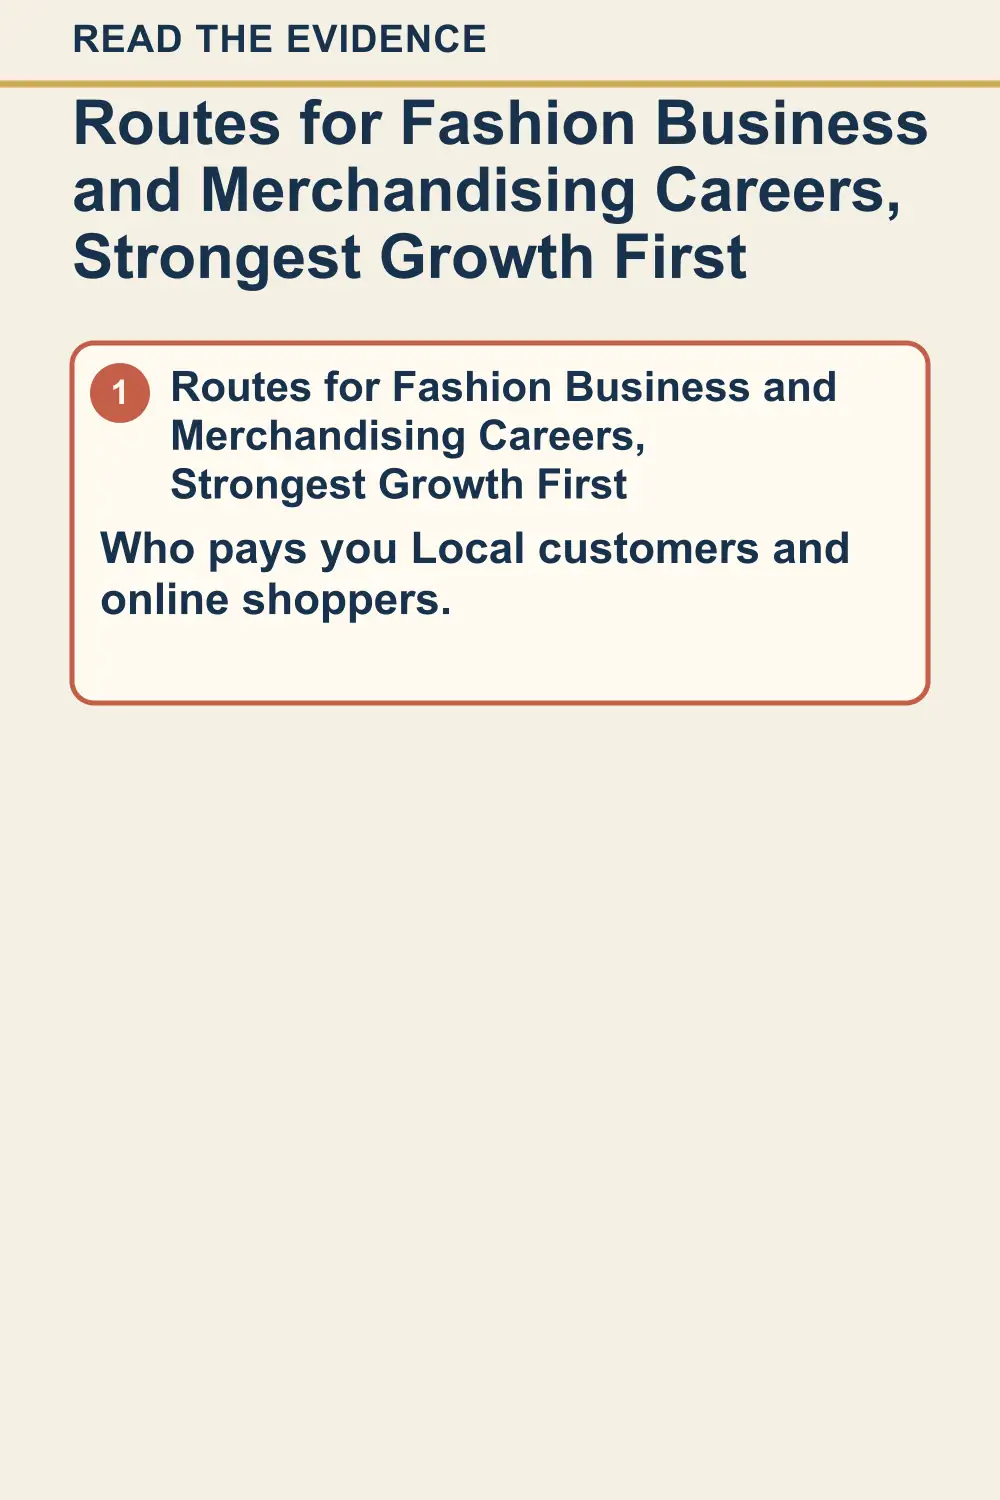 READ THE EVIDENCE
Routes for Fashion Business
and Merchandising Careers,
Strongest Growth First
1
Routes for Fashion Business and
Merchandising Careers,
Strongest Growth First
Who pays you Local customers and
online shoppers.